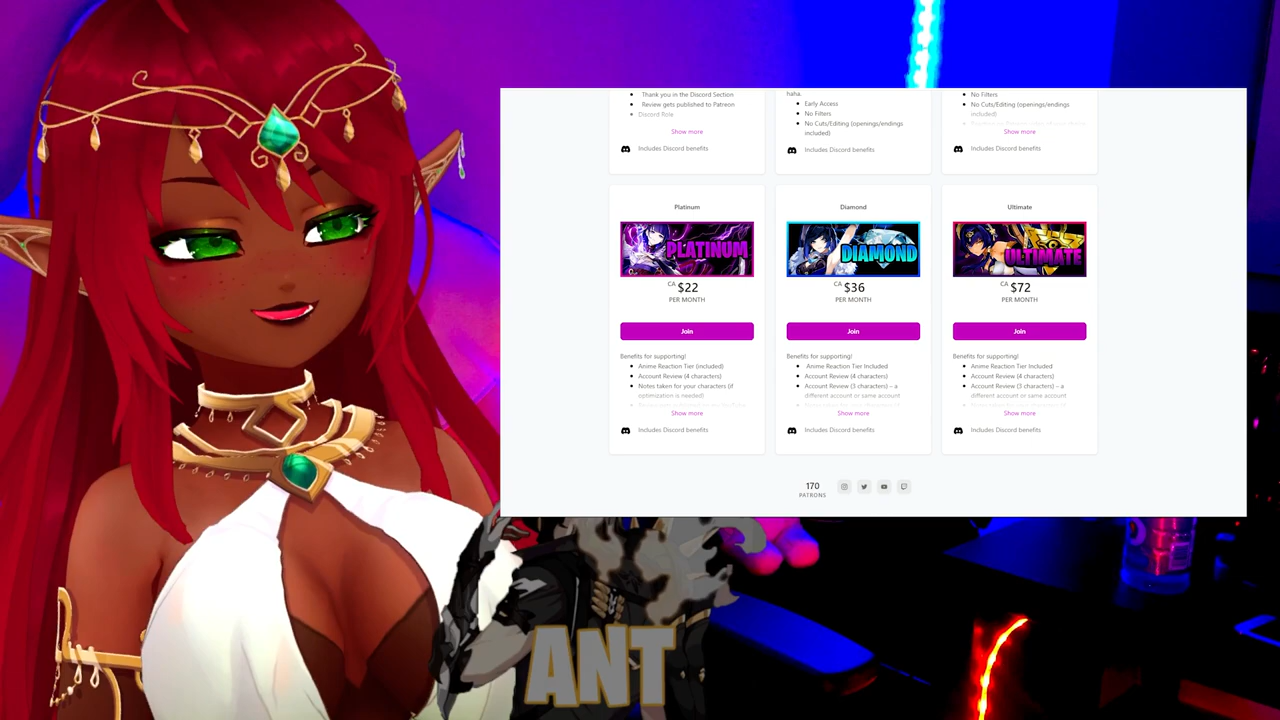 Thank you in the Discord Section
Review gets published to Patreon
Discord Role
Show more
Includes Discord benefits
haha.
Early Access
No Filters
No Cuts/Editing (openings/endings
included)
Includes Discord benefits
No Filters
No Cuts/Editing (openings/endings
included)
Show more
Includes Discord benefits
Platinum
PLATINUM
CA $22
PER MONTH
Join
Benefits for supporting!
Anime Reaction Tier (included)
Account Review (4 characters)
Notes taken for your characters (if
optimization is needed)
Show more
Includes Discord benefits
Diamond
DIAMOND
CA $36
PER MONTH
Join
Benefits for supporting!
Anime Reaction Tier Included
Account Review (4 characters)
Account Review (3 characters) – a
different account or same account
Show more
Includes Discord benefits
Ultimate
ULTIMATE
CA $72
PER MONTH
Join
Benefits for supporting!
Anime Reaction Tier Included
Account Review (4 characters)
Account Review (3 characters) – a
different account or same account
Show more
Includes Discord benefits
170
PATRONS
ANT